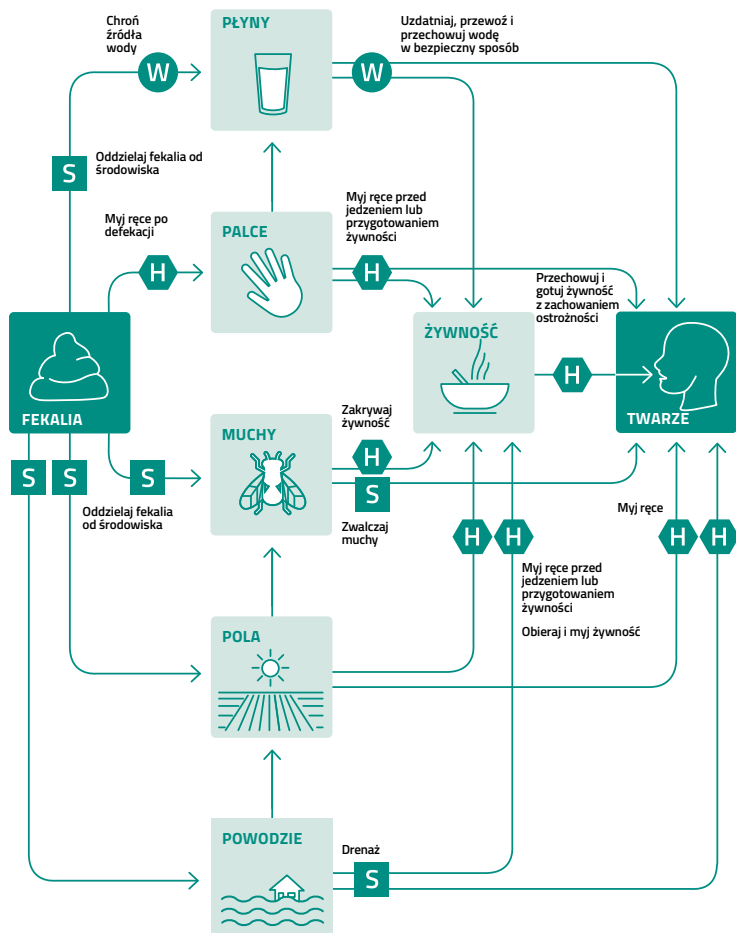 Chroń
źródła
wody
W
PŁYNY
W
Uzdatniaj, przewoź i
przechowuj wodę
w bezpieczny sposób
S
Oddzielaj fekalia od
środowiska
Myj ręce po
defekacji
H
PALCE
Myj ręce przed
jedzeniem lub
przygotowaniem
żywności
H
Przechowuj i
gotuj żywność
z zachowaniem
ostrożności
FEKALIA
ŻYWNOŚĆ
H
TWARZE
S
S
S
Oddzielaj fekalia
od środowiska
MUCHY
Zakrywaj
żywność
H
S
Zwalczaj
muchy
H
H
Myj ręce
H
H
Myj ręce przed
jedzeniem lub
przygotowaniem
żywności
Obieraj i myj żywność
POLA
POWODZIE
Drenaż
S